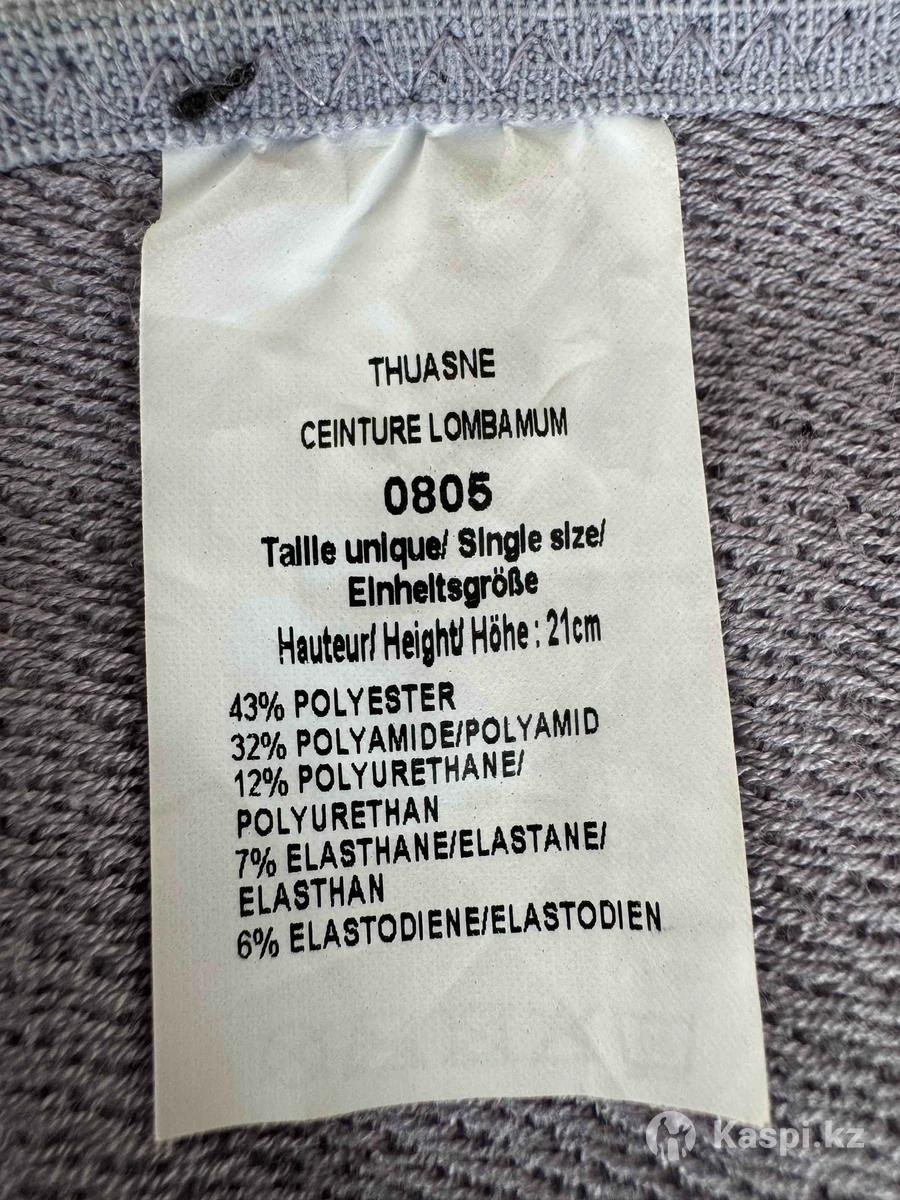 THUASNE
CEINTURE LOMBAMUM
0805
Taille unique/ Single size/
Einheitsgröße
Hauteur/ Height/ Höhe : 21cm
43% POLYESTER
32% POLYAMIDE/POLYAMID
12% POLYURETHANE/
POLYURETHAN
7% ELASTHANE/ELASTANE/
ELASTHAN
6% ELASTODIENE/ELASTODIEN
Kaspi.kz